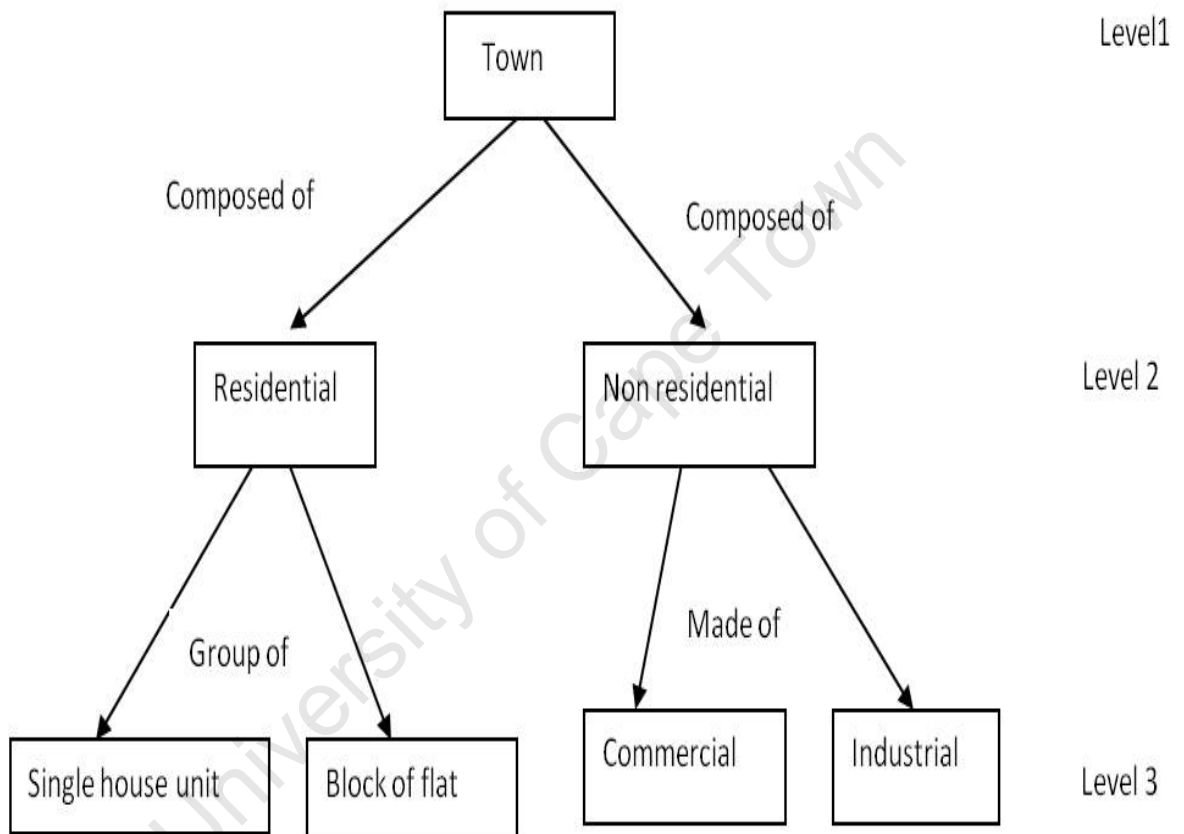 Level1
Town
Composed of
Composed of
Residential
Non residential
Level 2
Group of
Made of
Single house unit
Block of flat
Commercial
Industrial
Level 3
University of Cape Town